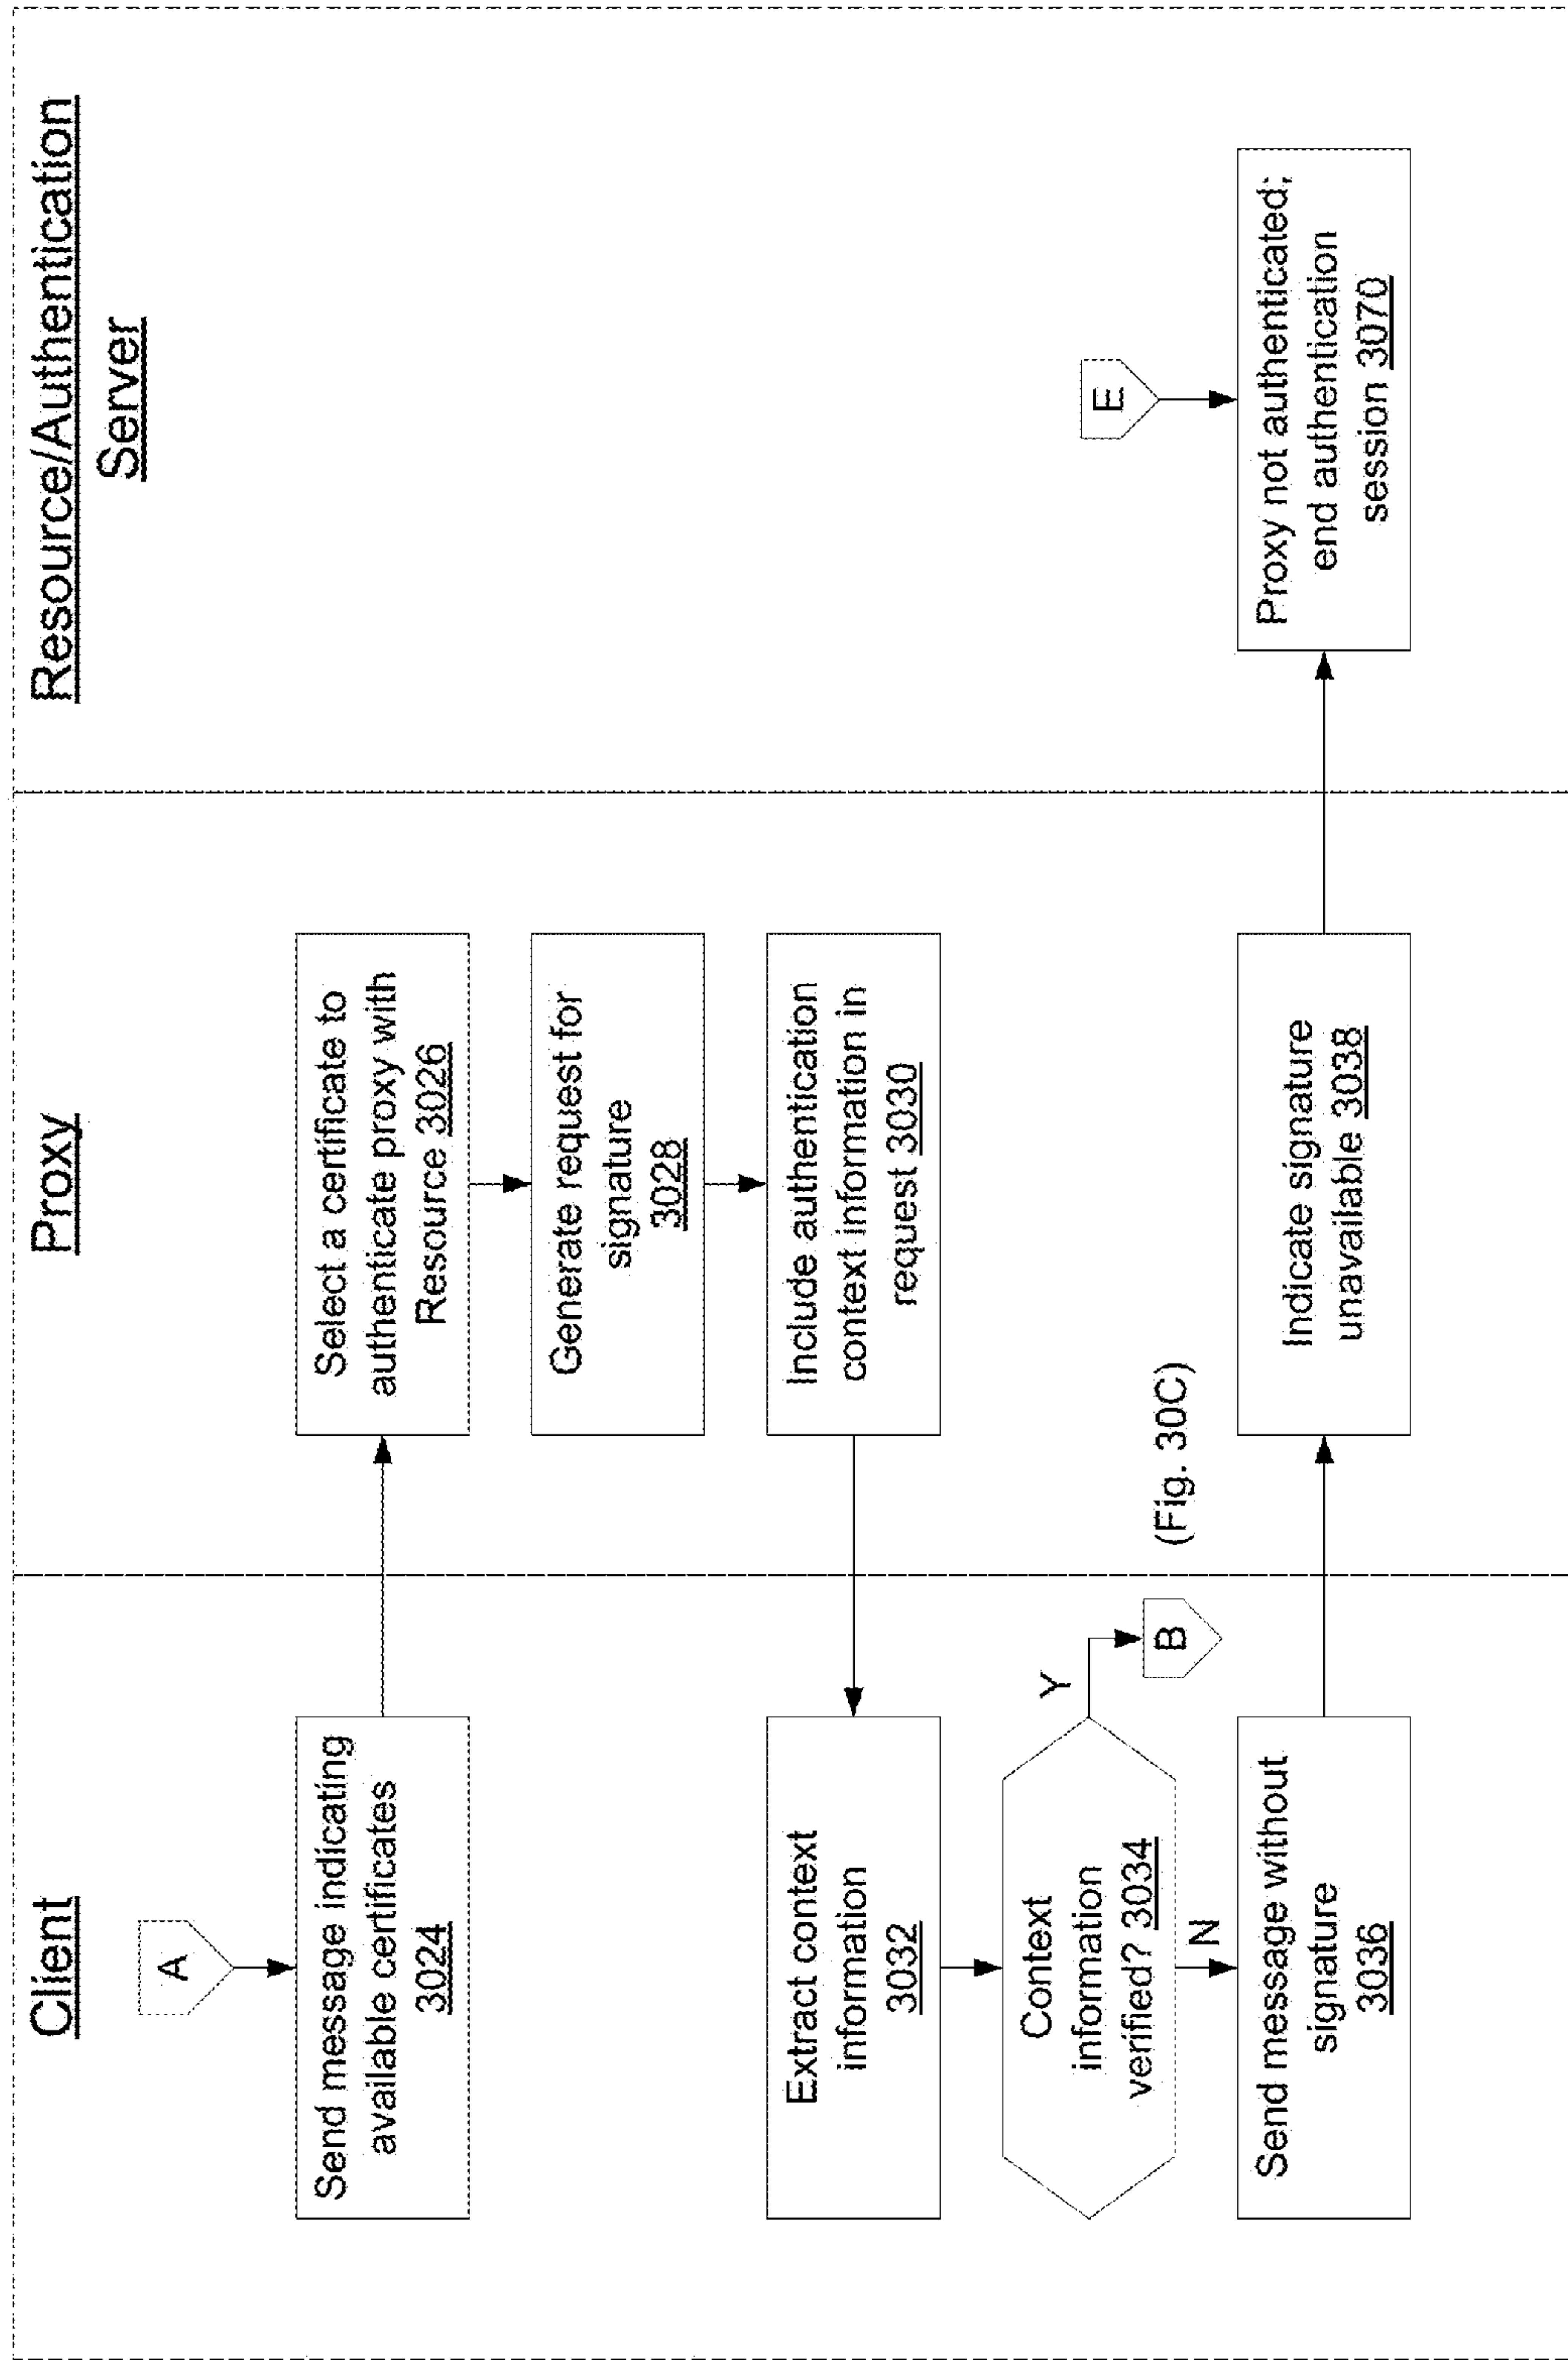 Client
Proxy
Resource/Authentication
Server
A
Send message indicating
available certificates
3024
Select a certificate to
authenticate proxy with
Resource 3026
Generate request for
signature
3028
Include authentication
context information in
request 3030
Extract context
information
3032
Context
information
verified? 3034
Y
B
(Fig. 30C)
N
Send message without
signature
3036
Indicate signature
unavailable 3038
E
Proxy not authenticated;
end authentication
session 3070